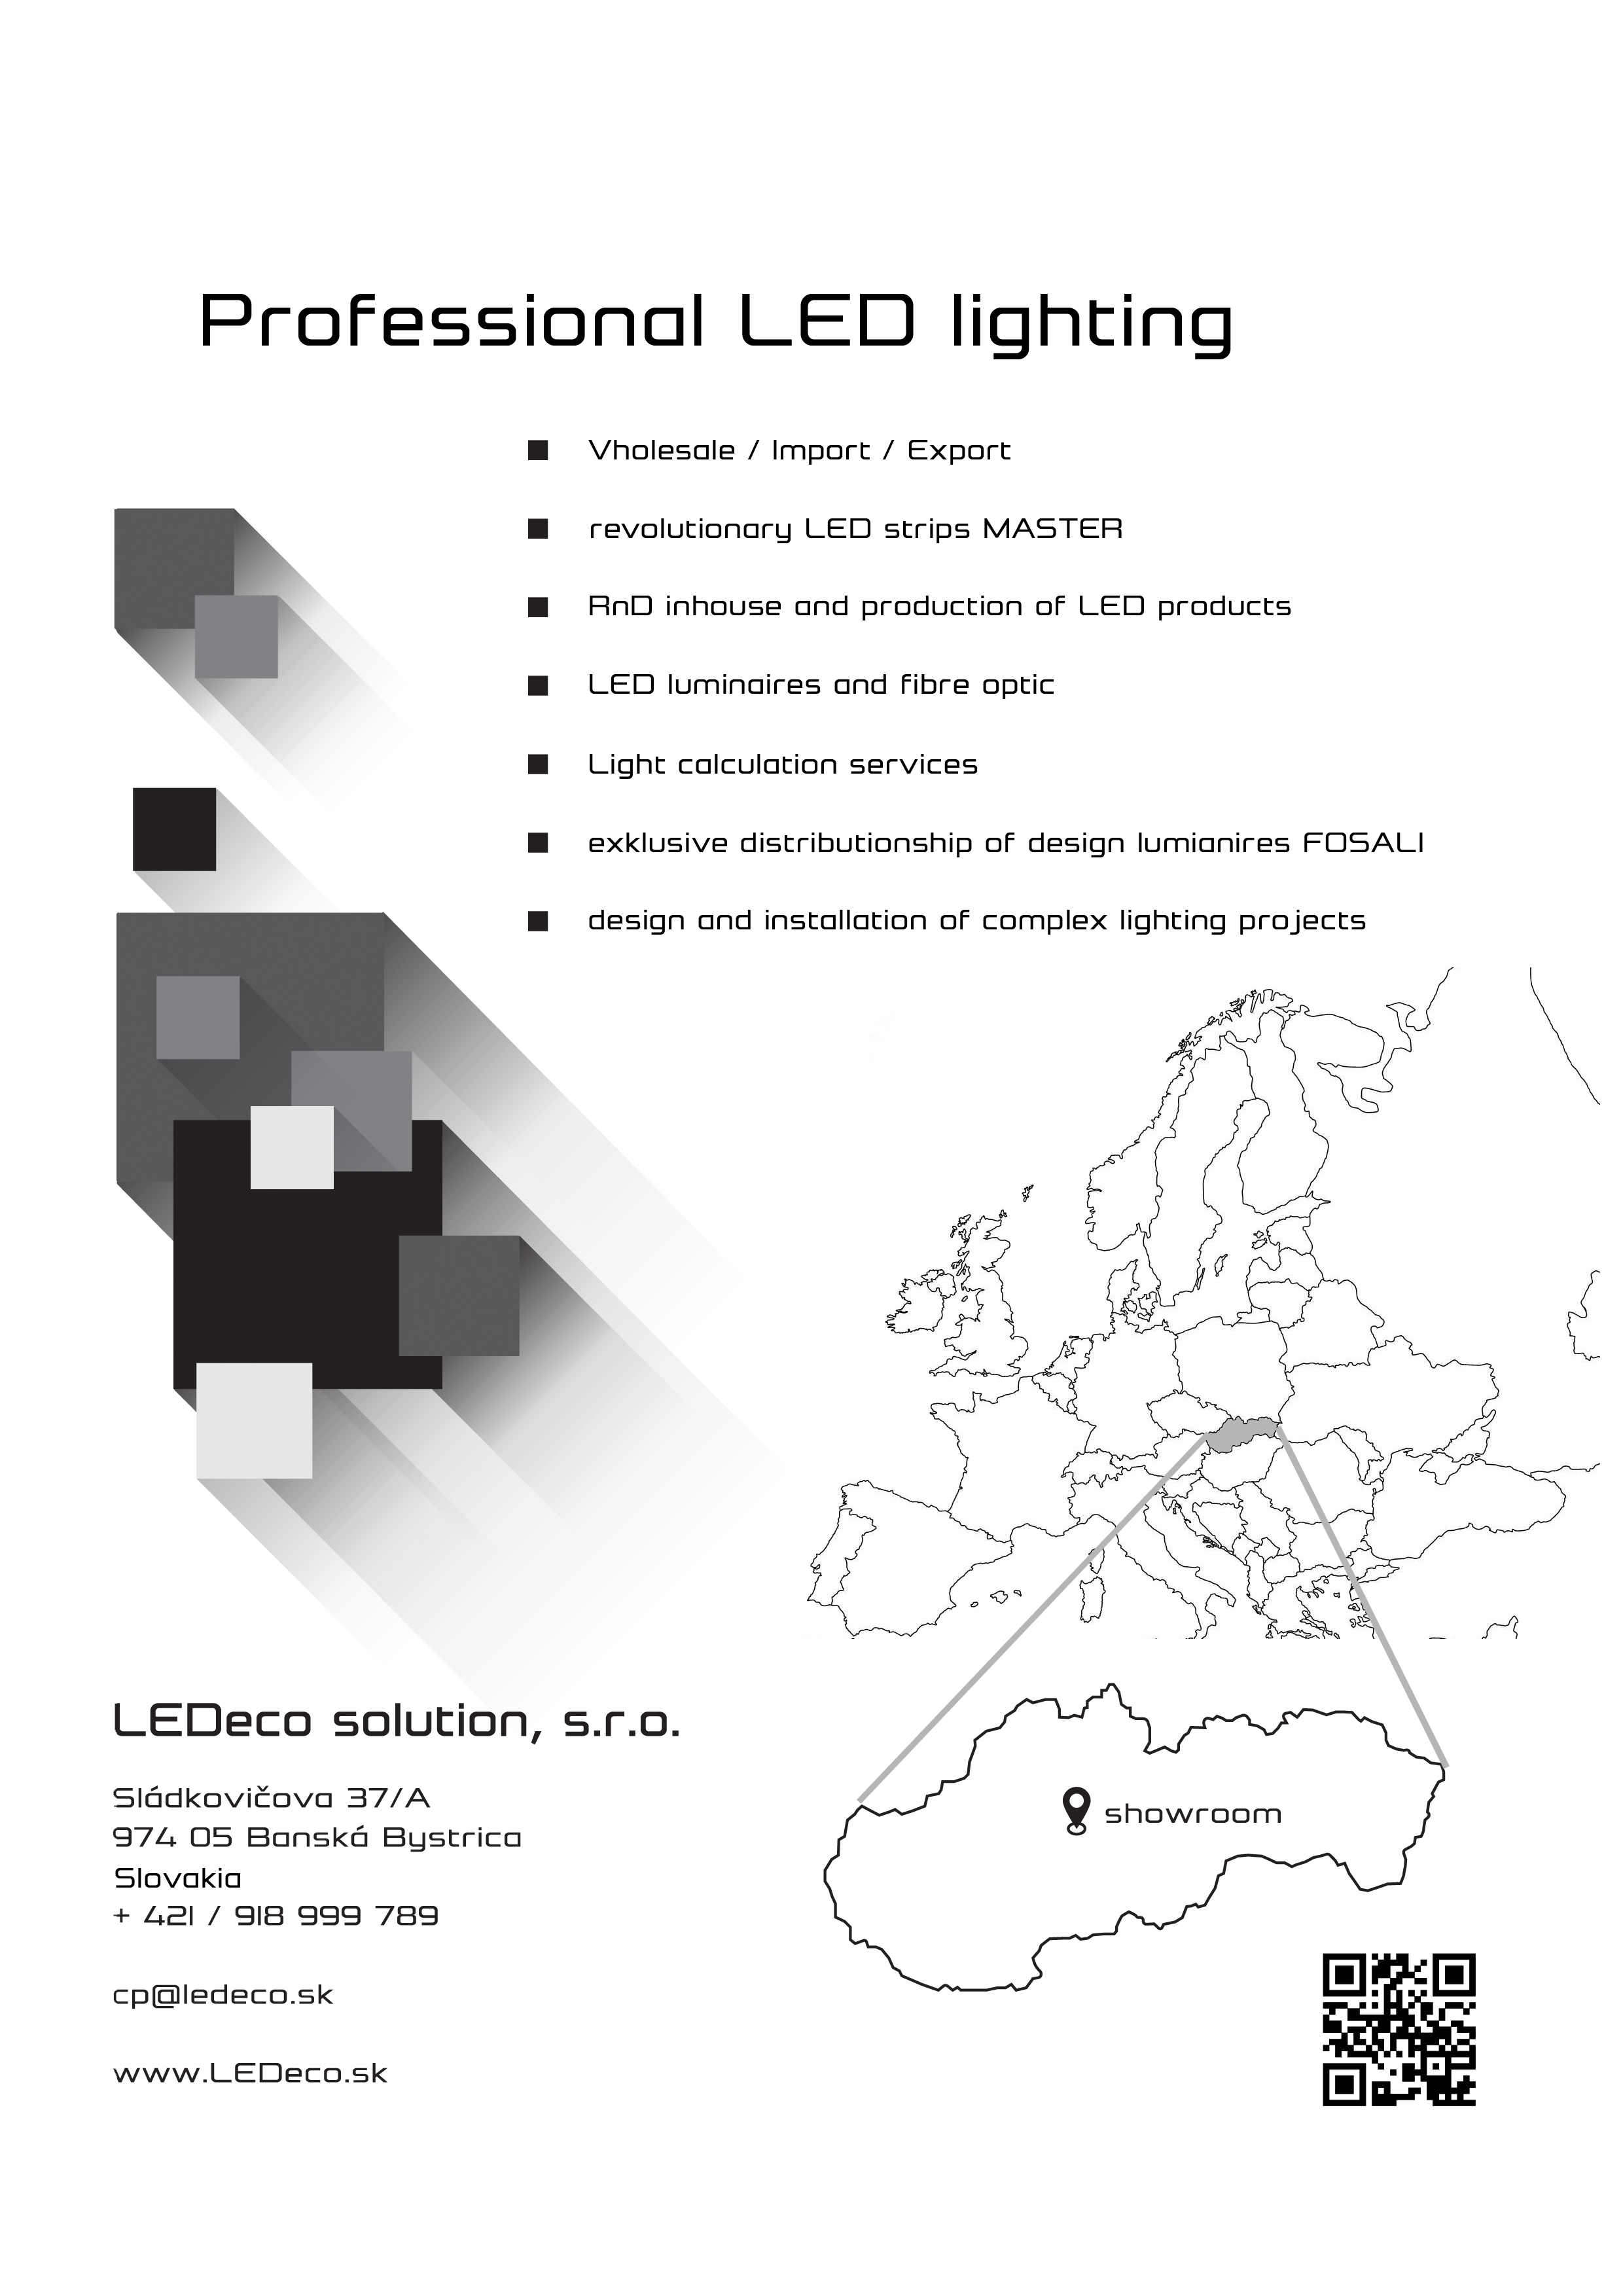 Professional LED lighting
Vholesale / Import / Export
revolutionary LED strips MASTER
RnD inhouse and production of LED products
LED luminaires and fibre optic
Light calculation services
exklusive distributionship of design lumianires FOSALI
design and installation of complex lighting projects
LEDeco solution, s.r.o.
Sládkovičova 37/A
974 05 Banská Bystrica
Slovakia
+ 421 / 918 999 789
cp@ledeco.sk
www.LEDeco.sk
showroom